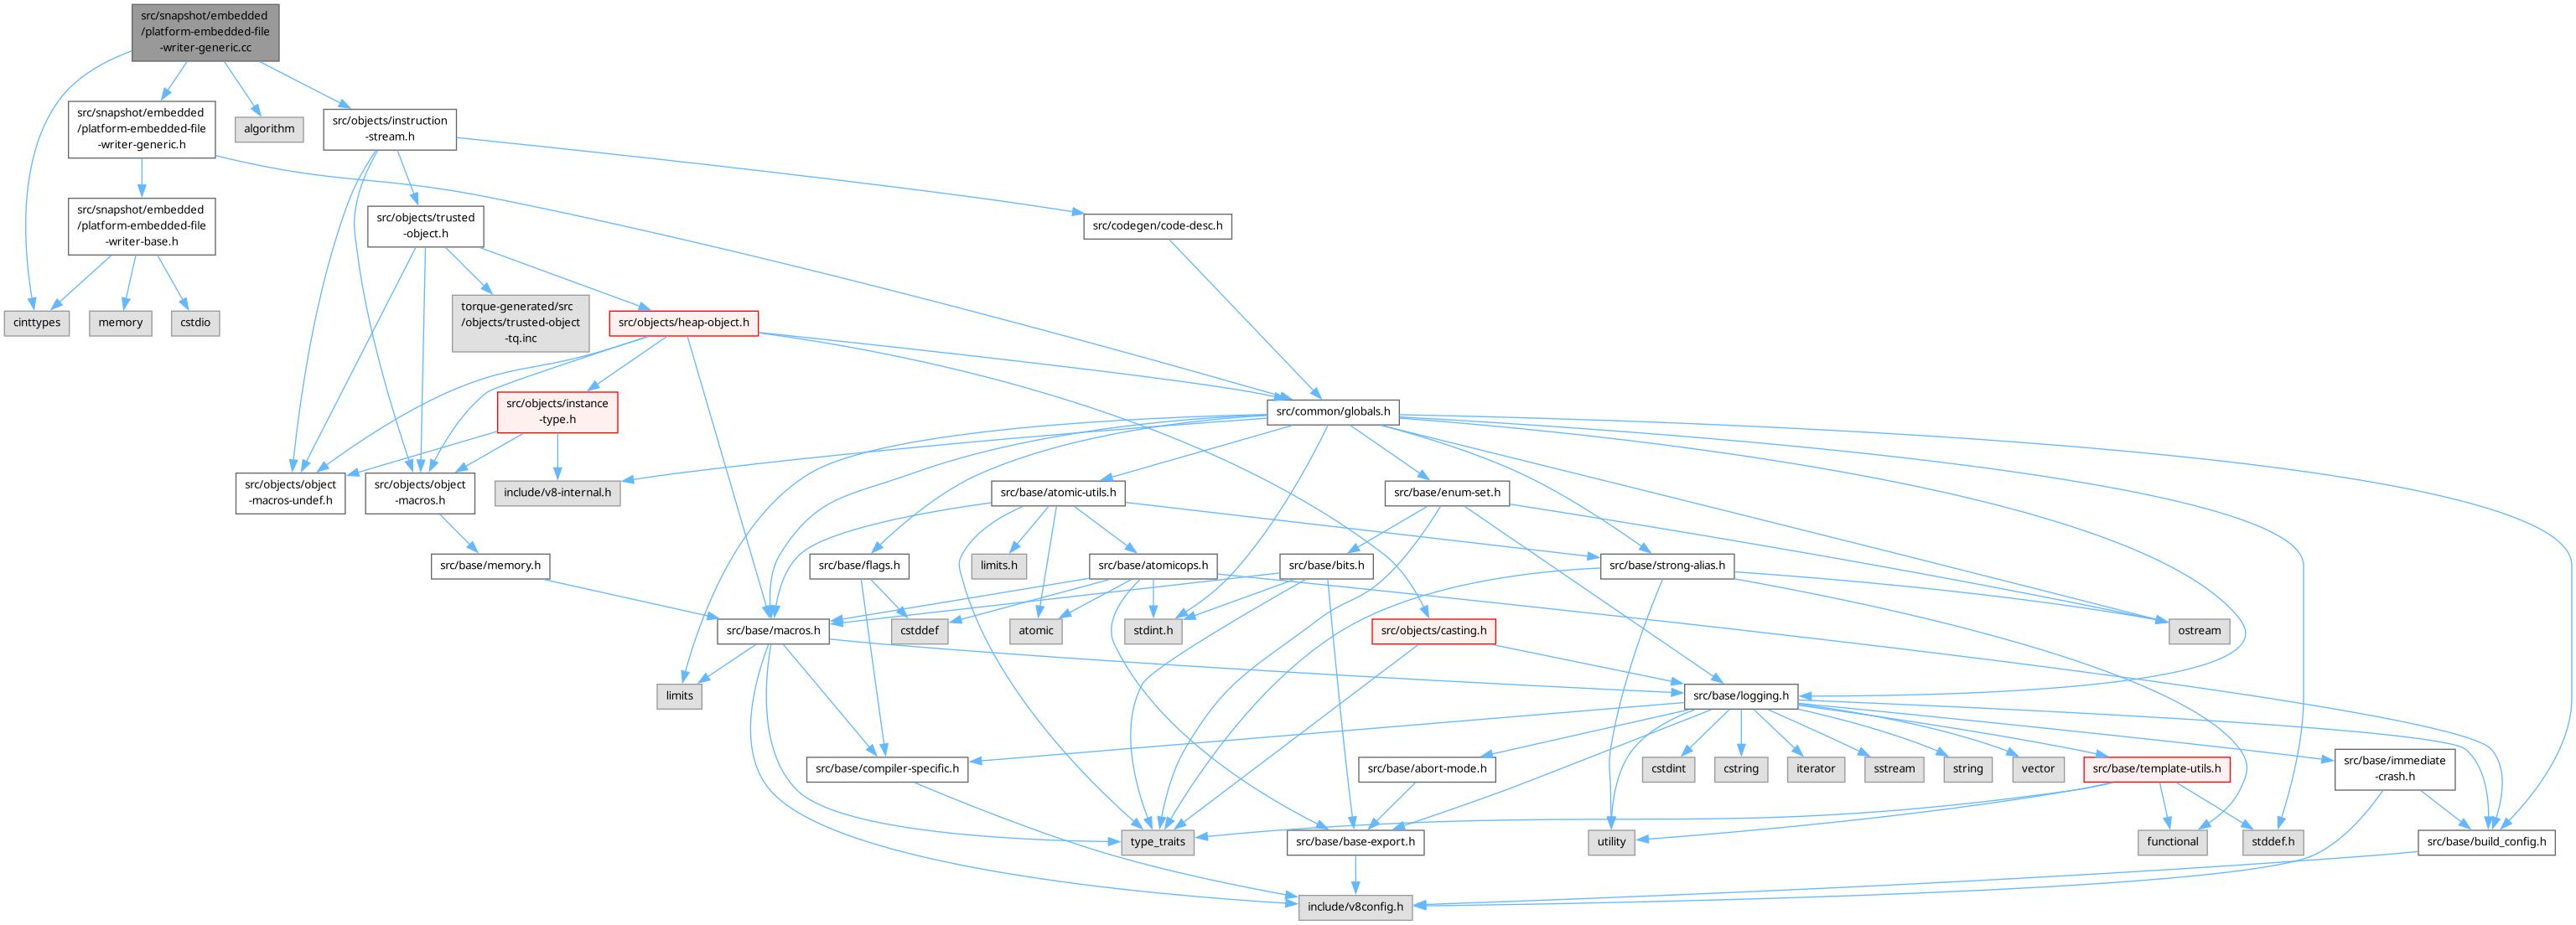 src/snapshot/embedded
/platform-embedded-file
-writer-generic.cc
src/snapshot/embedded
/platform-embedded-file
-writer-generic.h
algorithm
src/objects/instruction
-stream.h
src/snapshot/embedded
/platform-embedded-file
-writer-base.h
src/objects/trusted
-object.h
src/codegen/code-desc.h
cinttypes
memory
cstdio
torque-generated/src
/objects/trusted-object
-tq.inc
src/objects/heap-object.h
src/objects/instance
-type.h
src/common/globals.h
src/objects/object
-macros-undef.h
src/objects/object
-macros.h
include/v8-internal.h
src/base/atomic-utils.h
src/base/enum-set.h
src/base/memory.h
src/base/flags.h
limits.h
src/base/atomicops.h
src/base/bits.h
src/base/strong-alias.h
src/base/macros.h
cstddef
atomic
stdint.h
src/objects/casting.h
ostream
limits
src/base/logging.h
src/base/compiler-specific.h
src/base/abort-mode.h
cstdint
cstring
iterator
sstream
string
vector
src/base/template-utils.h
src/base/immediate
-crash.h
type_traits
src/base/base-export.h
utility
functional
stddef.h
src/base/build_config.h
include/v8config.h